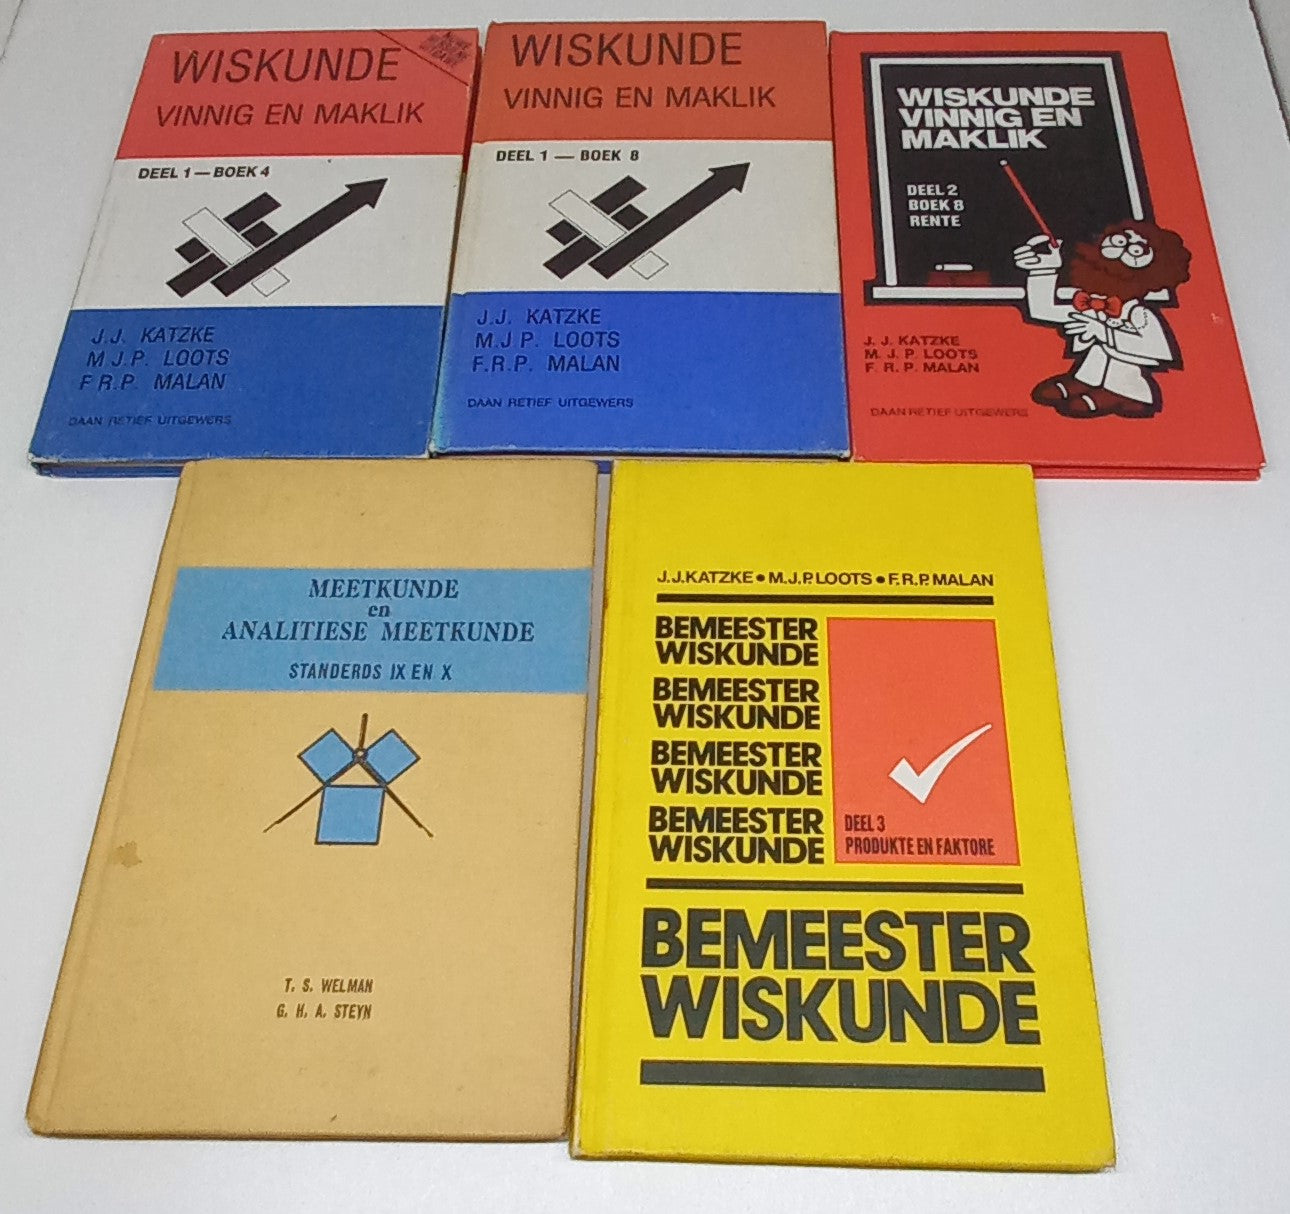 WISKUNDE
VINNIG EN MAKLIK
DEEL 1 — BOEK 4
J.J. KATZKE
M.J.P. LOOTS
F.R.P. MALAN
DAAN RETIEF UITGEWERS
WISKUNDE
VINNIG EN MAKLIK
DEEL 1 — BOEK 8
J.J. KATZKE
M.J.P. LOOTS
F.R.P. MALAN
DAAN RETIEF UITGEWERS
WISKUNDE
VINNIG EN
MAKLIK
DEEL 2
BOEK 8
RENTE
J. J. KATZKE
M. J. P. LOOTS
F. R. P. MALAN
DAAN RETIEF UITGEWERS
MEETKUNDE
en
ANALITIESE MEETKUNDE
STANDERDS IX EN X
T. S. WELMAN
G. H. A. STEYN
J.J.KATZKE•M.J.P.LOOTS•F.R.P.MALAN
BEMEESTER
WISKUNDE
BEMEESTER
WISKUNDE
BEMEESTER
WISKUNDE
BEMEESTER
WISKUNDE
DEEL 3
PRODUKTE EN FAKTORE
BEMEESTER
WISKUNDE